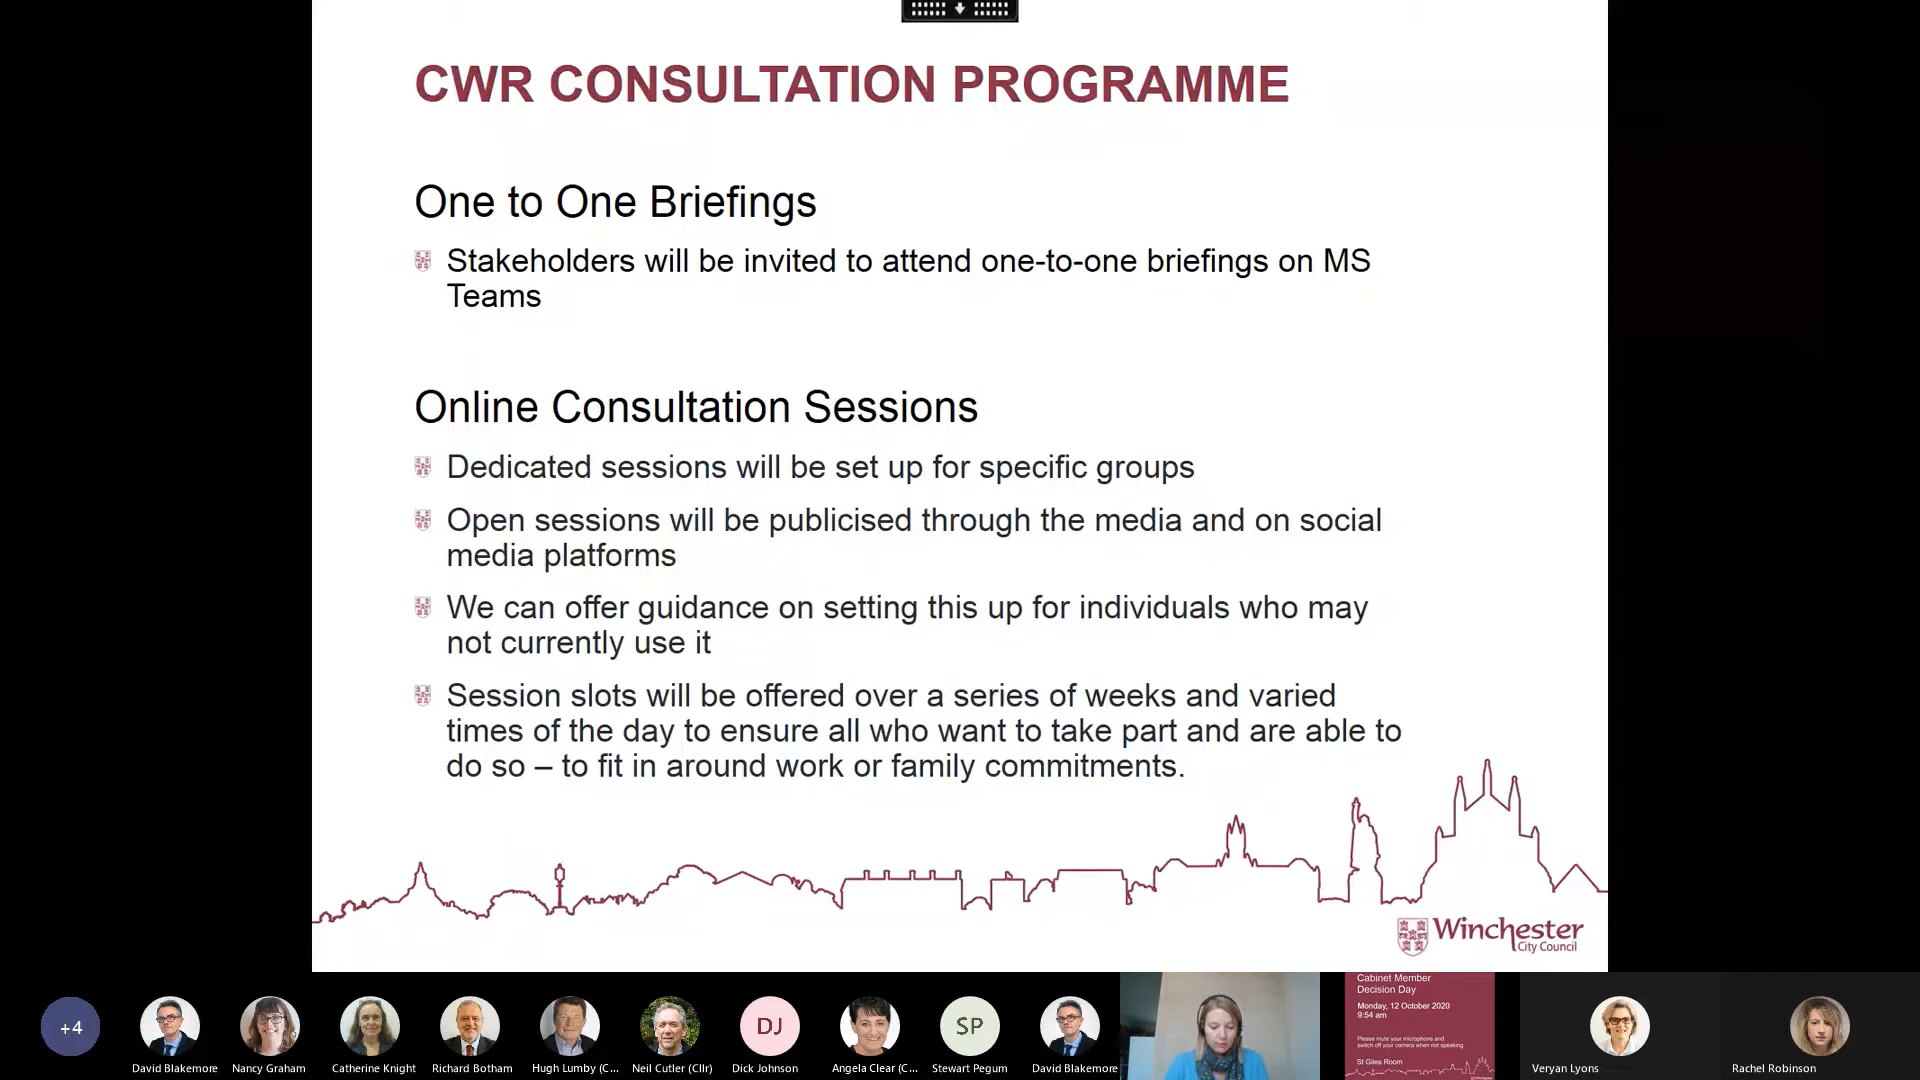 CWR CONSULTATION PROGRAMME
One to One Briefings
Stakeholders will be invited to attend one-to-one briefings on MS
Teams
Online Consultation Sessions
Dedicated sessions will be set up for specific groups
Open sessions will be publicised through the media and on social
media platforms
We can offer guidance on setting this up for individuals who may
not currently use it
Session slots will be offered over a series of weeks and varied
times of the day to ensure all who want to take part and are able to
do so – to fit in around work or family commitments.
Winchester
City Council
+4
DJ
SP
Cabinet Member
Decision Day
Monday, 12 October 2020
9:54 am
Please mute your microphone and
switch off your camera when not speaking
St Giles Room
David Blakemore
Nancy Graham
Catherine Knight
Richard Botham
Hugh Lumby (C...
Neil Cutler (Cllr)
Dick Johnson
Angela Clear (C...
Stewart Pegum
David Blakemore
Veryan Lyons
Rachel Robinson